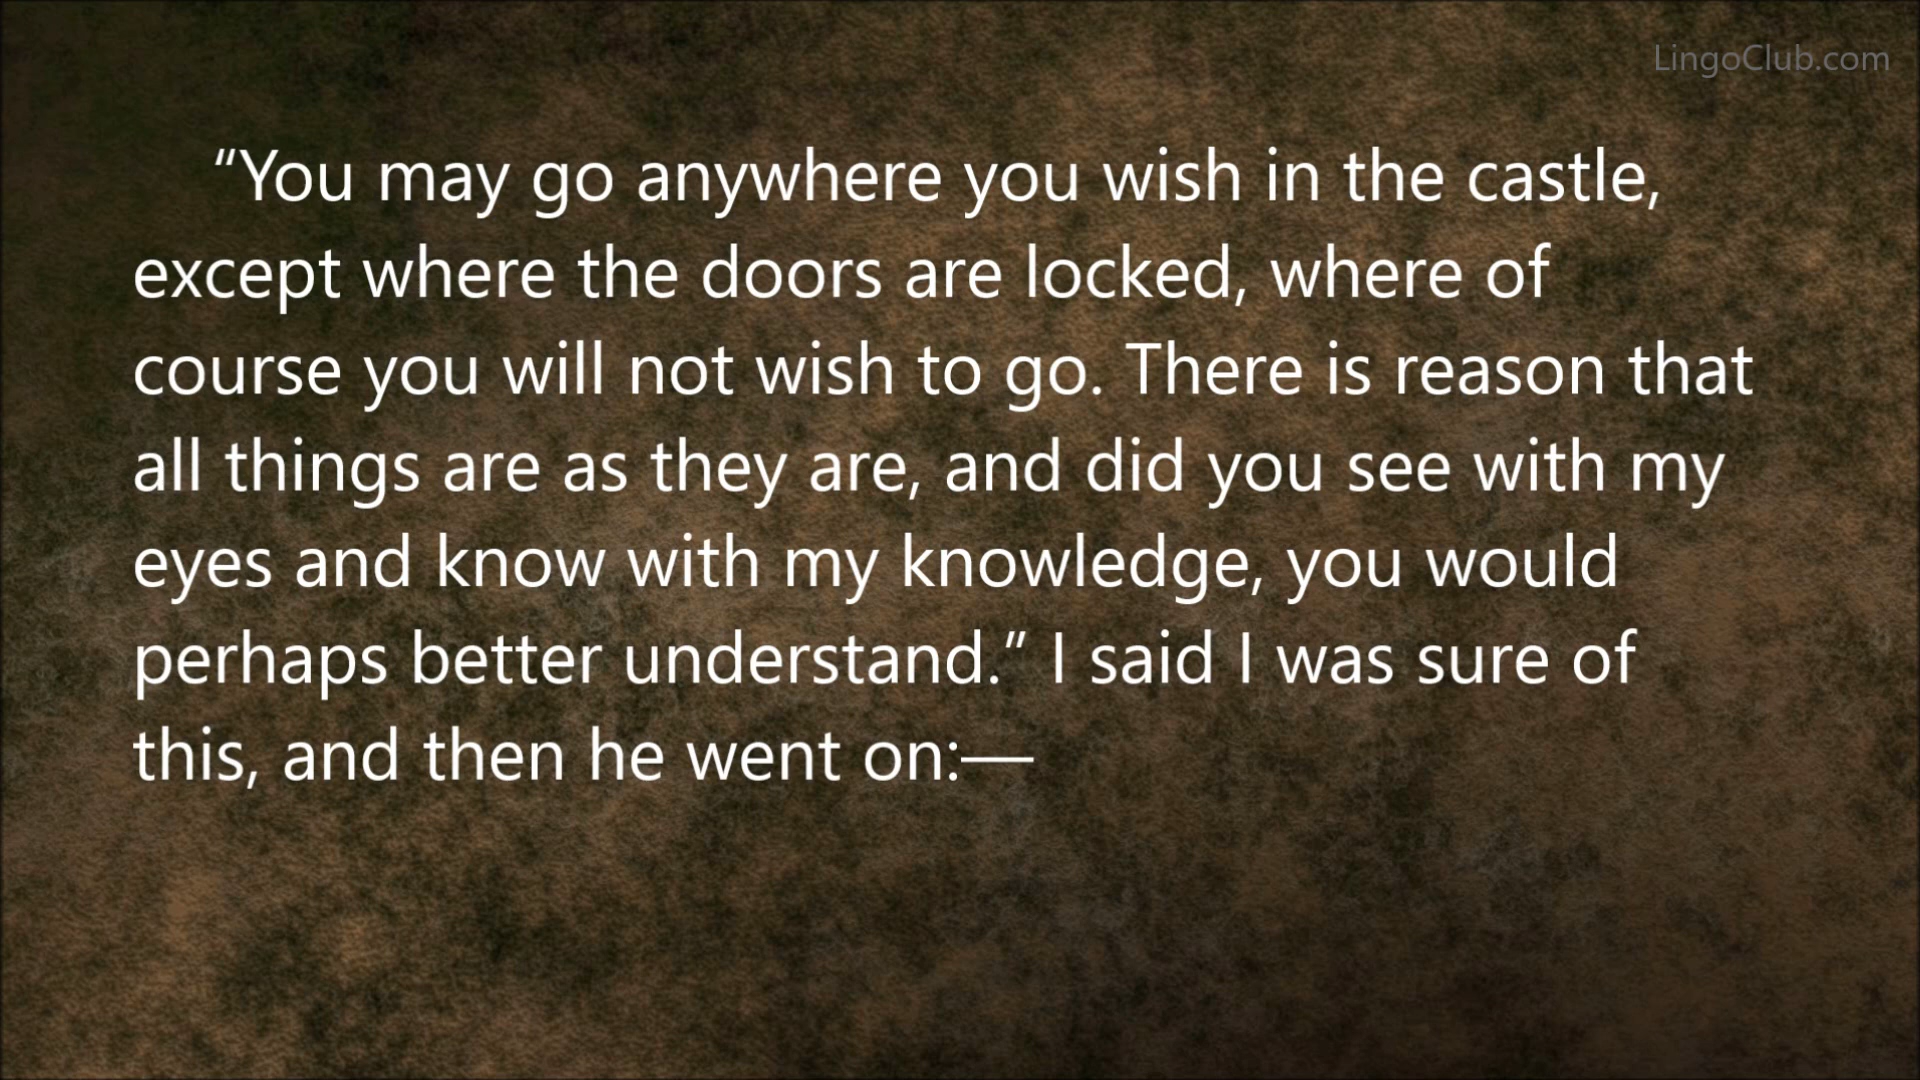 LingoClub.com
“You may go anywhere you wish in the castle,
except where the doors are locked, where of
course you will not wish to go. There is reason that
all things are as they are, and did you see with my
eyes and know with my knowledge, you would
perhaps better understand.” I said I was sure of
this, and then he went on:—